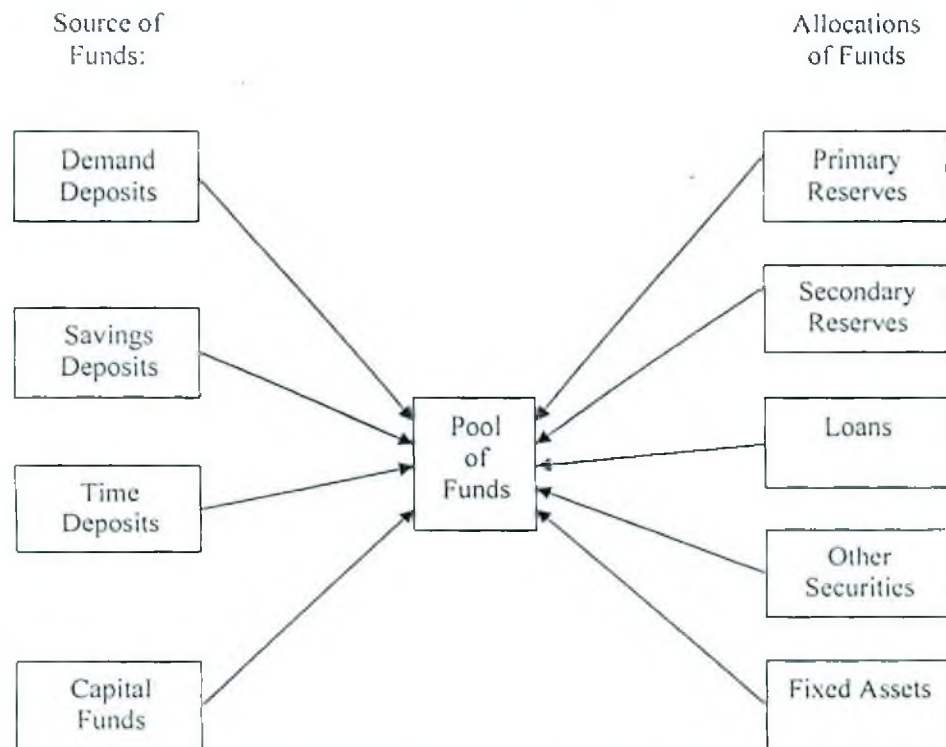 Source of
Funds:
Allocations
of Funds
Demand
Deposits
Savings
Deposits
Time
Deposits
Capital
Funds
Pool
of
Funds
Primary
Reserves
Secondary
Reserves
Loans
Other
Securities
Fixed Assets